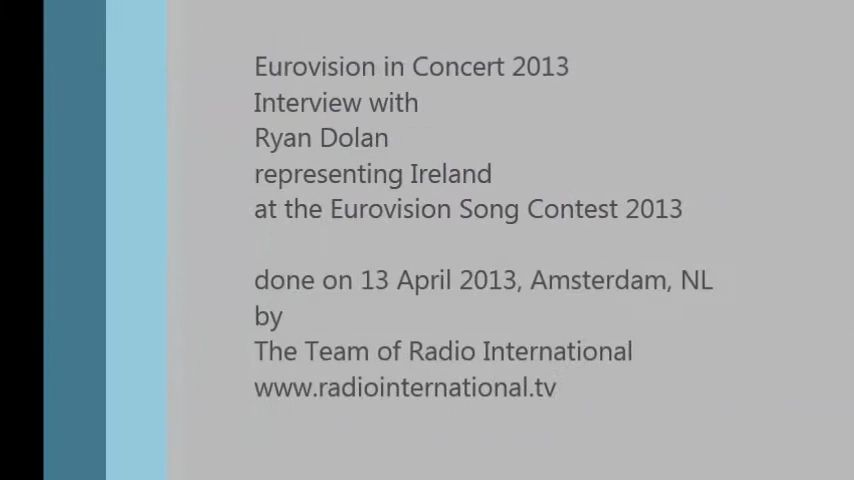 Eurovision in Concert 2013
Interview with
Ryan Dolan
representing Ireland
at the Eurovision Song Contest 2013
done on 13 April 2013, Amsterdam, NL
by
The Team of Radio International
www.radiointernational.tv